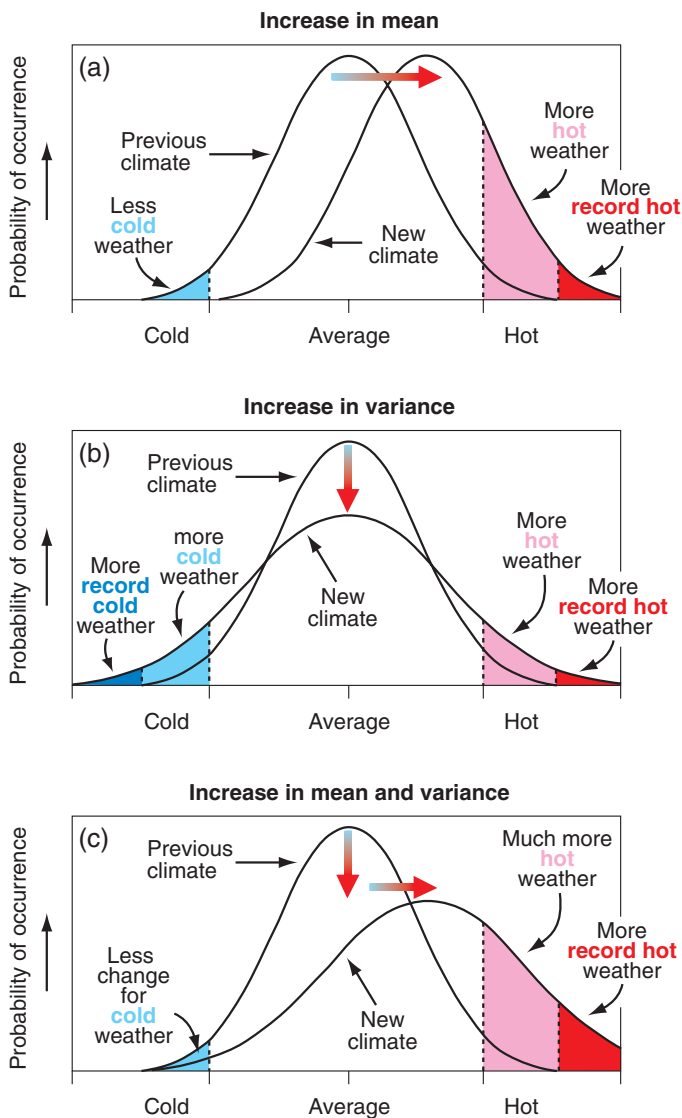 Increase in mean
(a)
Probability of occurrence
Previous
climate
Less
cold
weather
New
climate
More
hot
weather
More
record hot
weather
Cold
Average
Hot
Increase in variance
(b)
Probability of occurrence
Previous
climate
more
cold
weather
More
record
cold
weather
New
climate
More
hot
weather
More
record hot
weather
Cold
Average
Hot
Increase in mean and variance
(c)
Probability of occurrence
Previous
climate
Less
change
for
cold
weather
New
climate
Much more
hot
weather
More
record hot
weather
Cold
Average
Hot